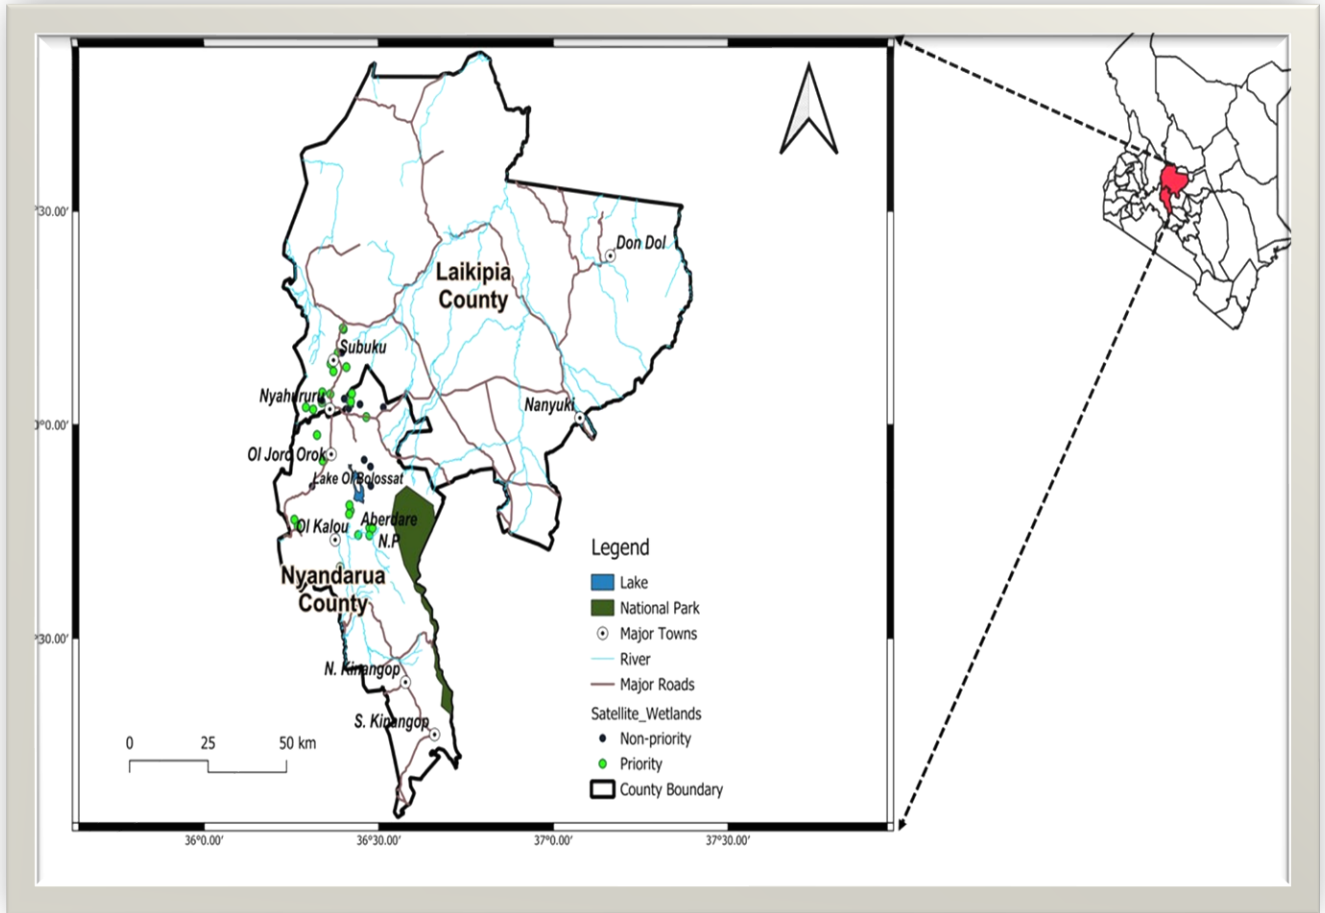 °30.00'
Don Dol
Laikipia
County
Subuku
Nyahururu
Nanyuki
0°0.00'
Ol Joro Orok
Lake Ol Bolossat
Ol Kalou
Aberdare
N.P
Nyandarua
County
°30.00'
N. Kinangop
S. Kinangop
0 25 50 km
Legend
Lake
National Park
Major Towns
River
Major Roads
Satellite_Wetlands
Non-priority
Priority
County Boundary
36°0.00' 36°30.00' 37°0.00' 37°30.00'